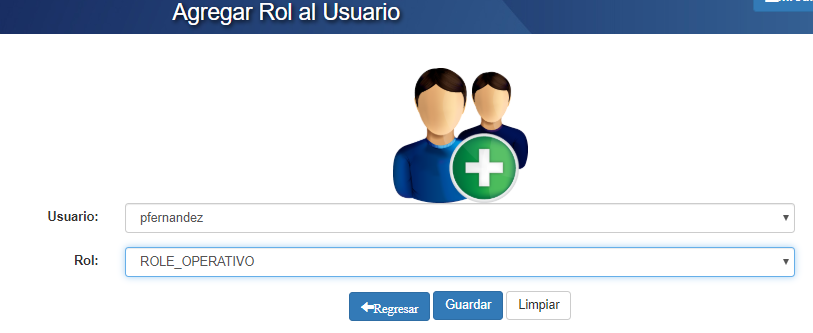 Agregar Rol al Usuario
Usuario: pfernandez
Rol: ROLE_OPERATIVO
Regresar Guardar Limpiar